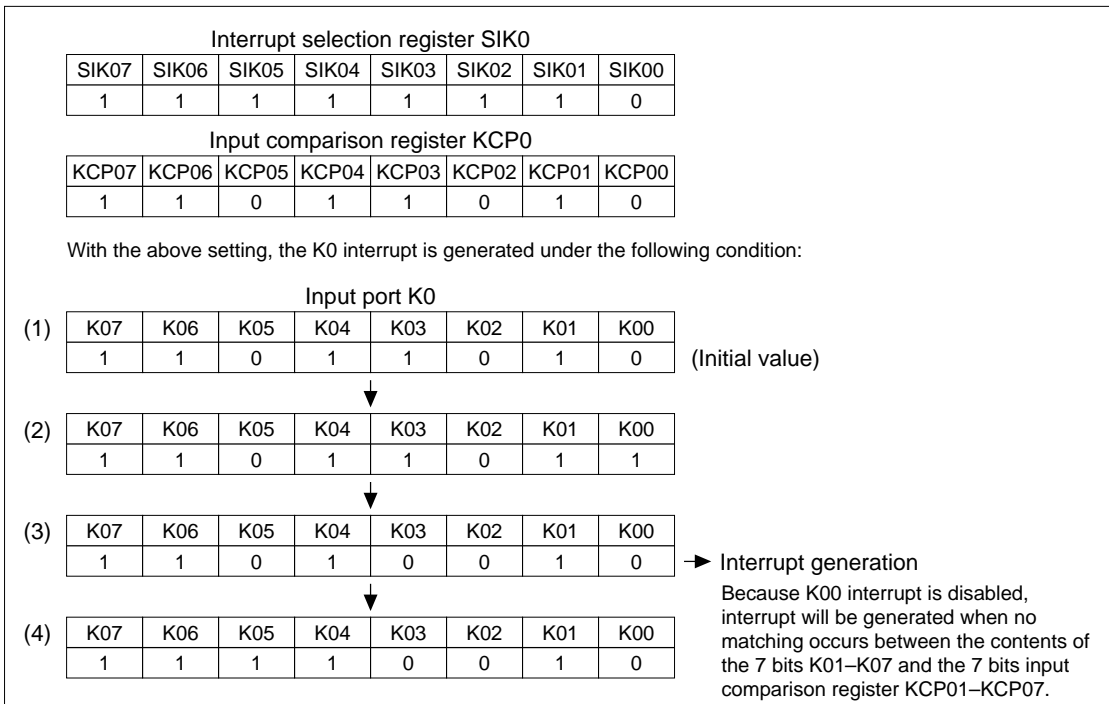 Interrupt selection register SIK0
SIK07 SIK06 SIK05 SIK04 SIK03 SIK02 SIK01 SIK00
1 1 1 1 1 1 1 0
Input comparison register KCP0
KCP07 KCP06 KCP05 KCP04 KCP03 KCP02 KCP01 KCP00
1 1 0 1 1 0 1 0
With the above setting, the K0 interrupt is generated under the following condition:
Input port K0
(1) K07 K06 K05 K04 K03 K02 K01 K00
1 1 0 1 1 0 1 0 (Initial value)
(2) K07 K06 K05 K04 K03 K02 K01 K00
1 1 0 1 1 0 1 1
(3) K07 K06 K05 K04 K03 K02 K01 K00
1 1 0 1 0 0 1 0 Interrupt generation
Because K00 interrupt is disabled,
interrupt will be generated when no
matching occurs between the contents of
the 7 bits K01–K07 and the 7 bits input
comparison register KCP01–KCP07.
(4) K07 K06 K05 K04 K03 K02 K01 K00
1 1 1 1 0 0 1 0